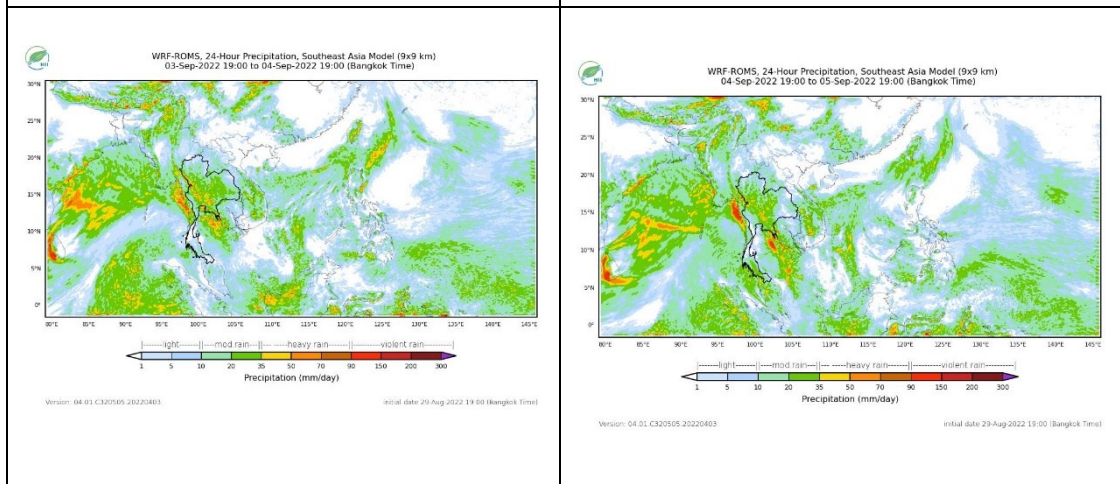 WRF-ROMS, 24-Hour Precipitation, Southeast Asia Model (9x9 km)
03-Sep-2022 19:00 to 04-Sep-2022 19:00 (Bangkok Time)
30°N
25°N
20°N
15°N
10°N
5°N
0°
80°E 85°E 90°E 95°E 100°E 105°E 110°E 115°E 120°E 125°E 130°E 135°E 140°E 145°E
|-------light-------||----mod rain---||--- -----heavy rain----||--------violent rain--------|
1 5 10 20 35 50 70 90 150 200 300
Precipitation (mm/day)
Version: 04.01.C320505.20220403
initial date 29-Aug-2022 19:00 (Bangkok Time)
WRF-ROMS, 24-Hour Precipitation, Southeast Asia Model (9x9 km)
04-Sep-2022 19:00 to 05-Sep-2022 19:00 (Bangkok Time)
30°N
25°N
20°N
15°N
10°N
5°N
0°
80°E 85°E 90°E 95°E 100°E 105°E 110°E 115°E 120°E 125°E 130°E 135°E 140°E 145°E
|-------light-------||----mod rain---||--- -----heavy rain----||--------violent rain--------|
1 5 10 20 35 50 70 90 150 200 300
Precipitation (mm/day)
Version: 04.01.C320505.20220403
initial date 29-Aug-2022 19:00 (Bangkok Time)